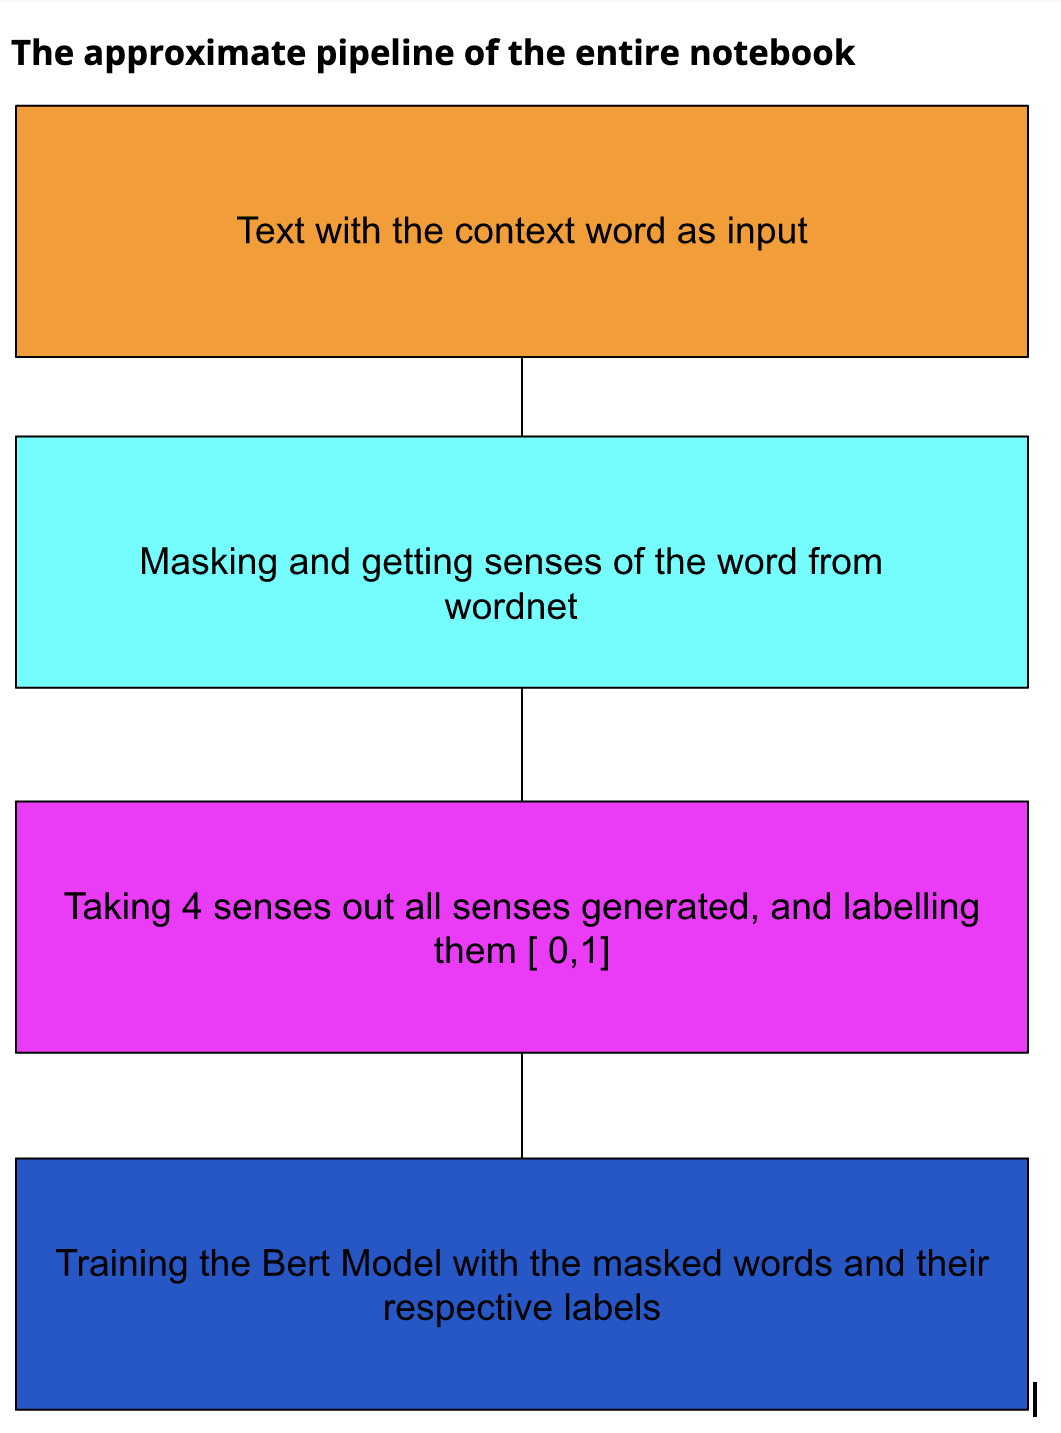 The approximate pipeline of the entire notebook
Text with the context word as input
Masking and getting senses of the word from
wordnet
Taking 4 senses out all senses generated, and labelling
them [ 0,1]
Training the Bert Model with the masked words and their
respective labels